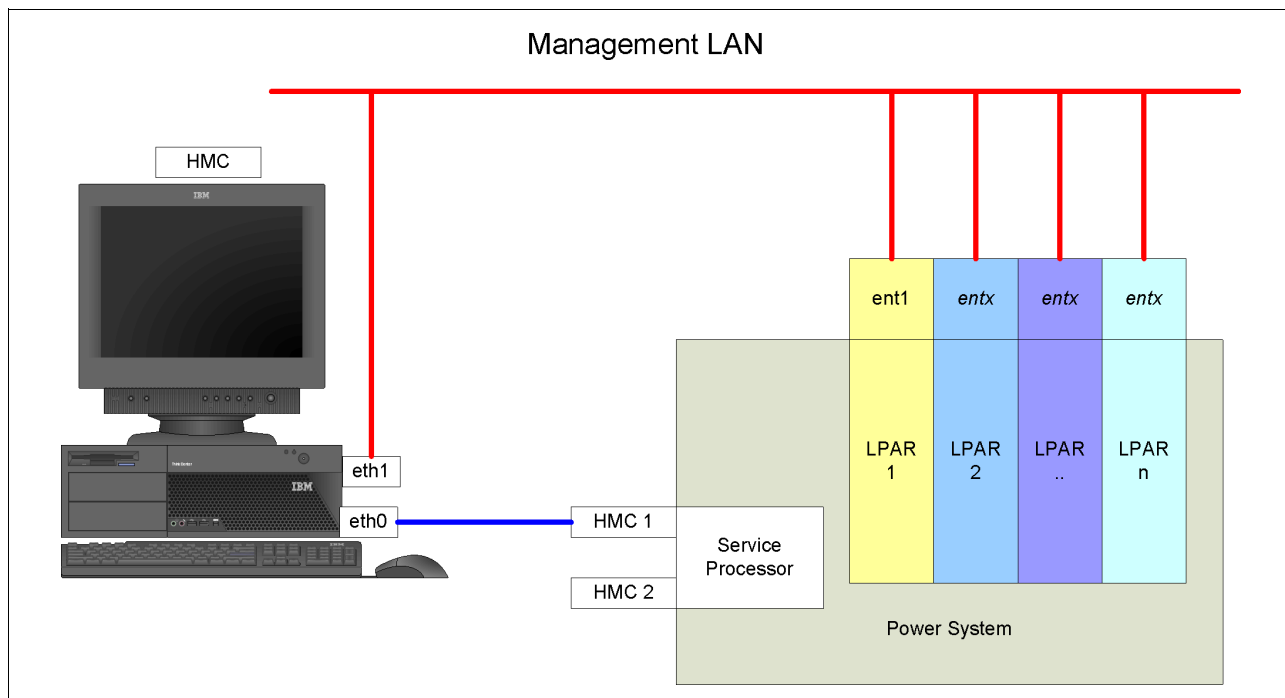 Management LAN
HMC
IBM
IBM
eth1
eth0
HMC 1
HMC 2
Service
Processor
ent1
entx
entx
entx
LPAR
1
LPAR
2
LPAR
..
LPAR
n
Power System